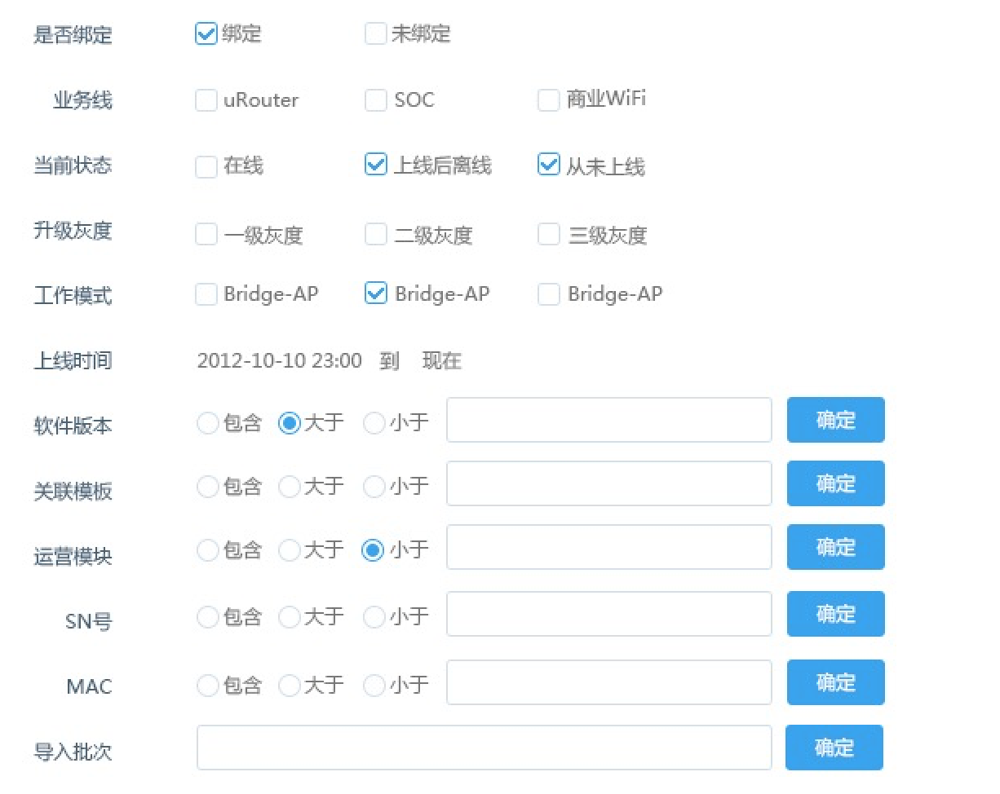 是否绑定 绑定 未绑定
业务线 uRouter SOC 商业WiFi
当前状态 在线 上线后离线 从未上线
升级灰度 一级灰度 二级灰度 三级灰度
工作模式 Bridge-AP Bridge-AP Bridge-AP
上线时间 2012-10-10 23:00 到 现在
软件版本 包含 大于 小于 确定
关联模板 包含 大于 小于 确定
运营模块 包含 大于 小于 确定
SN号 包含 大于 小于 确定
MAC 包含 大于 小于 确定
导入批次 确定